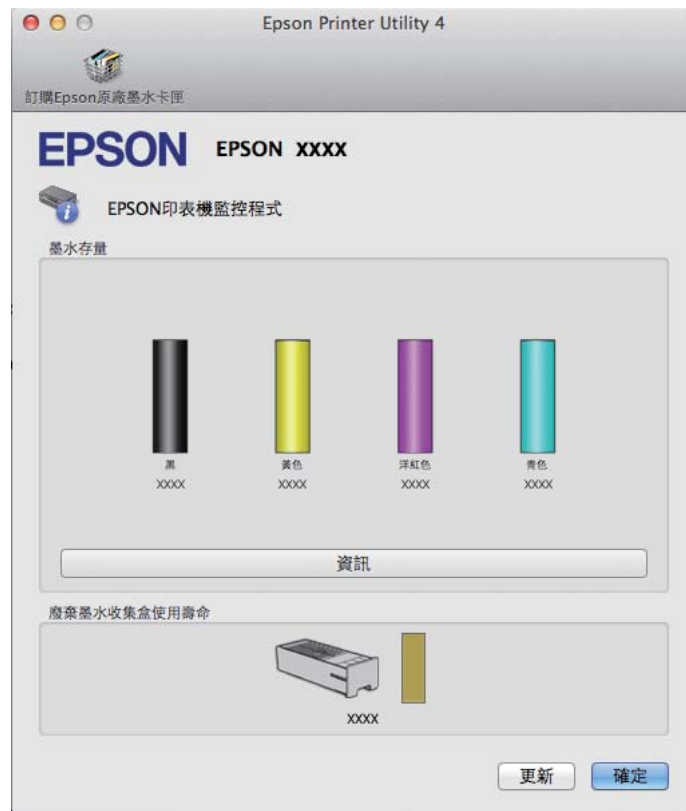 Epson Printer Utility 4
訂購Epson原廠墨水卡匣
EPSON EPSON XXXX
EPSON印表機監控程式
墨水存量
黑 黃色 洋紅色 青色
XXXX XXXX XXXX XXXX
資訊
廢棄墨水收集盒使用壽命
XXXX
更新 確定